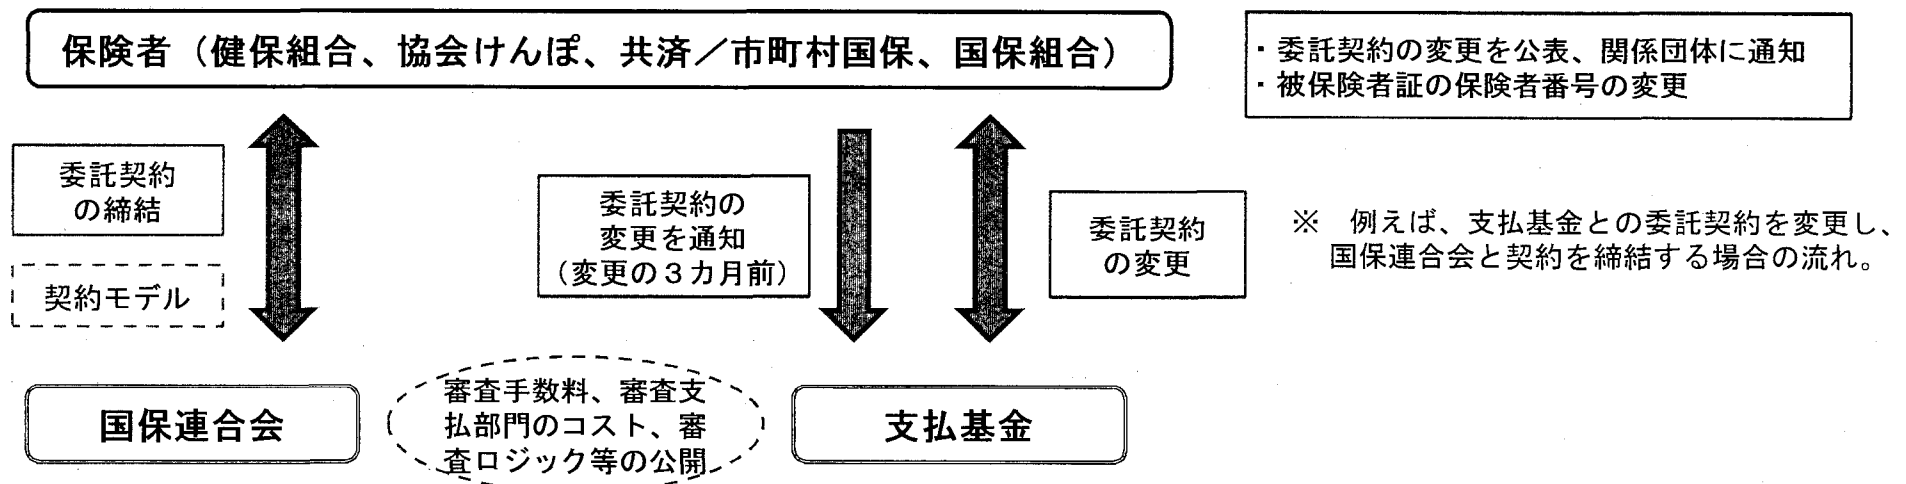 保険者（健保組合、協会けんぽ、共済／市町村国保、国保組合）
・委託契約の変更を公表、関係団体に通知
・被保険者証の保険者番号の変更
委託契約
の締結
契約モデル
委託契約の
変更を通知
（変更の３カ月前）
委託契約
の変更
※　例えば、支払基金との委託契約を変更し、
国保連合会と契約を締結する場合の流れ。
国保連合会
審査手数料、審査支
払部門のコスト、審
査ロジック等の公開
支払基金